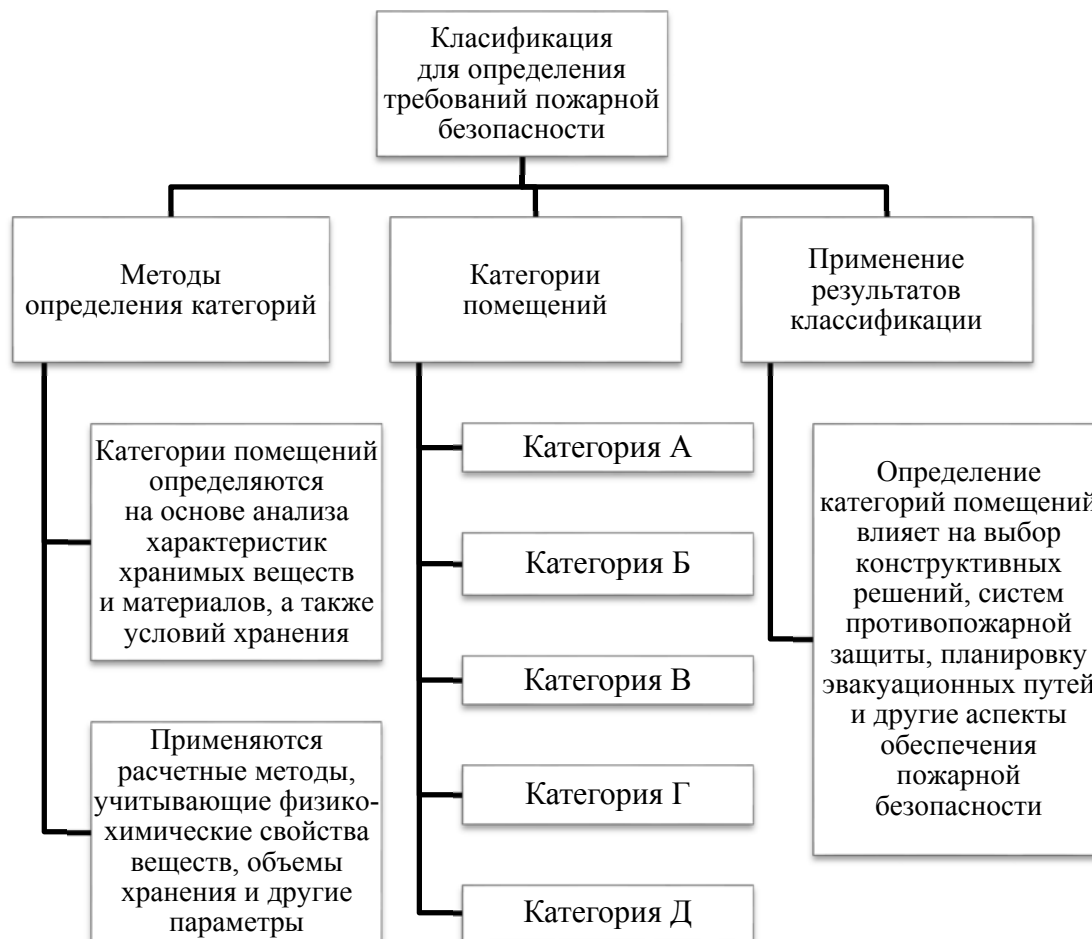 Класификация
для определения
требований пожарной
безопасности
Методы
определения категорий
Категории помещений
определяются
на основе анализа
характеристик
хранимых веществ
и материалов, а также
условий хранения
Применяются
расчетные методы,
учитывающие физико-
химические свойства
веществ, объемы
хранения и другие
параметры
Категории
помещений
Категория А
Категория Б
Категория В
Категория Г
Категория Д
Применение
результатов
классификации
Определение
категорий помещений
влияет на выбор
конструктивных
решений, систем
противопожарной
защиты, планировку
эвакуационных путей
и другие аспекты
обеспечения
пожарной
безопасности